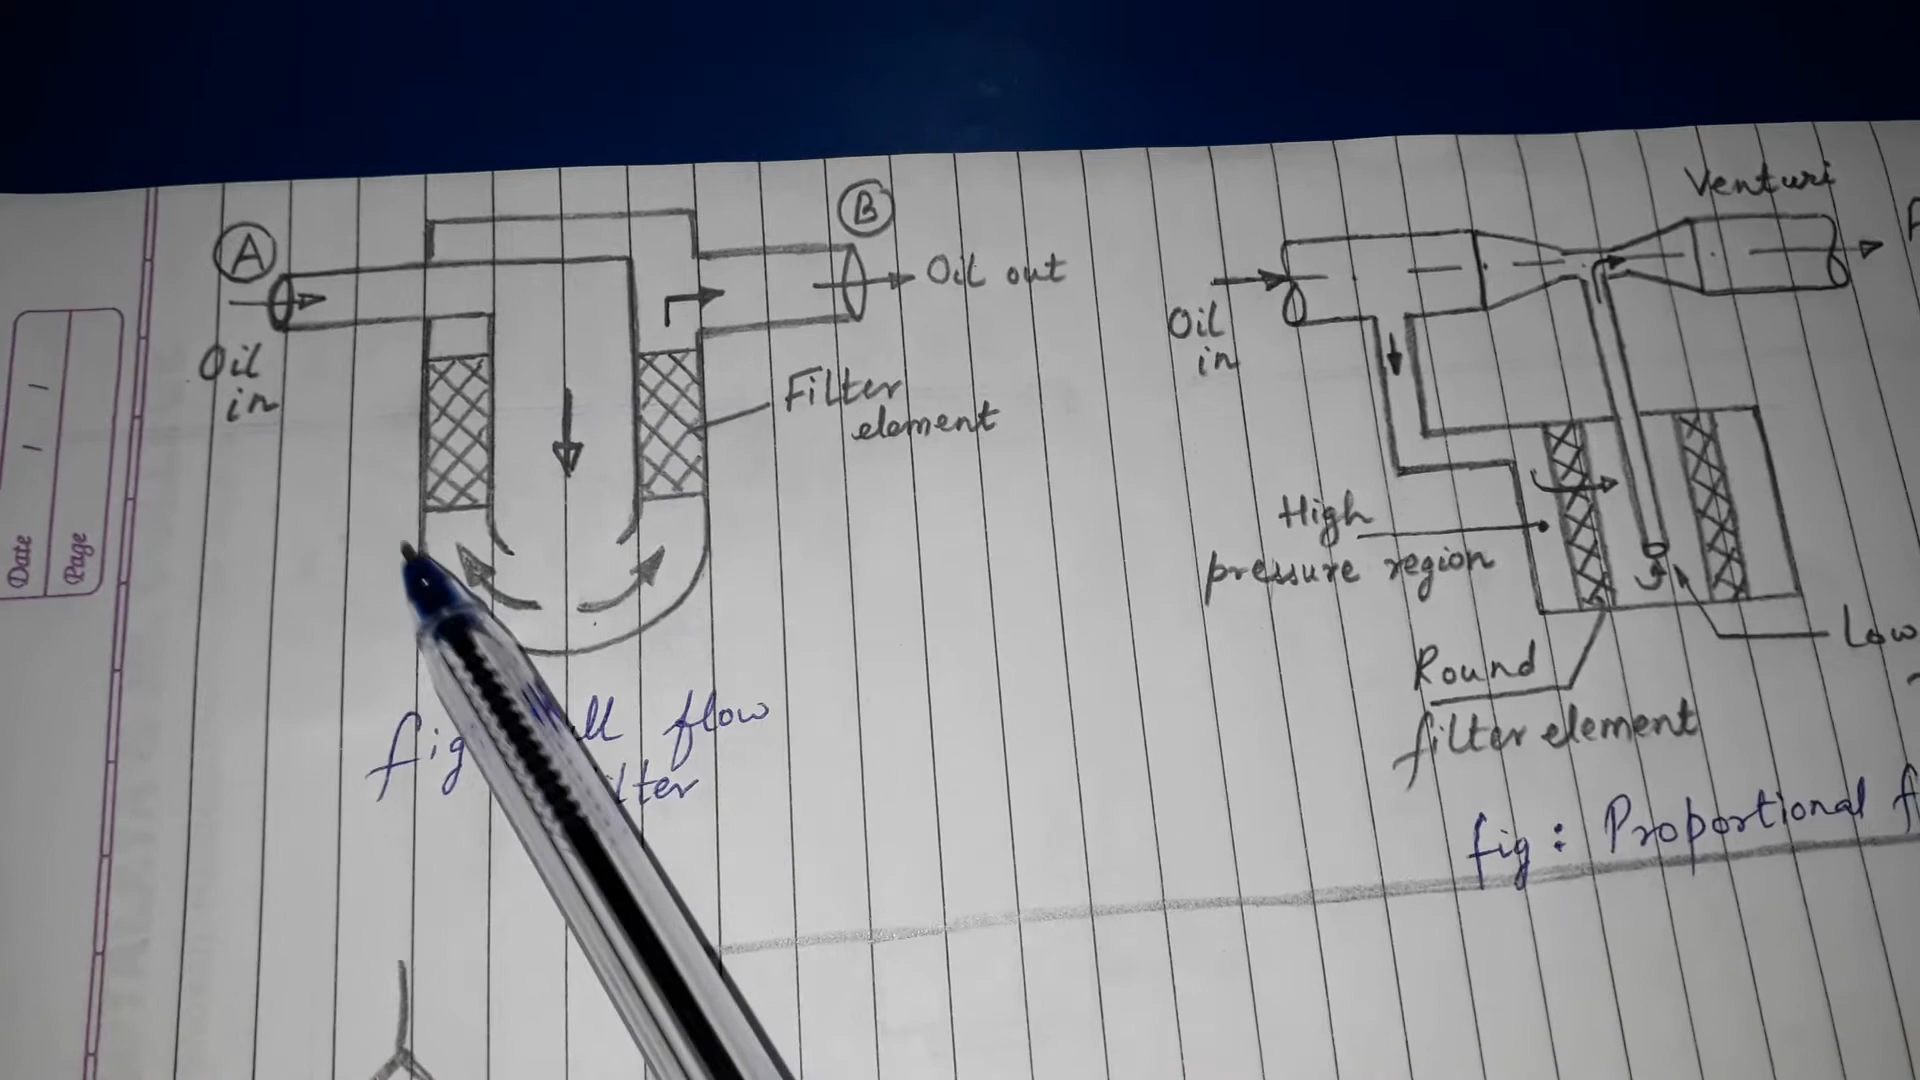 Date
Page
A
Oil
in
B
Oil out
Filter
element
flow
Venturi
Oil
in
High
pressure region
Round
filter element
Low
fig: Proportional